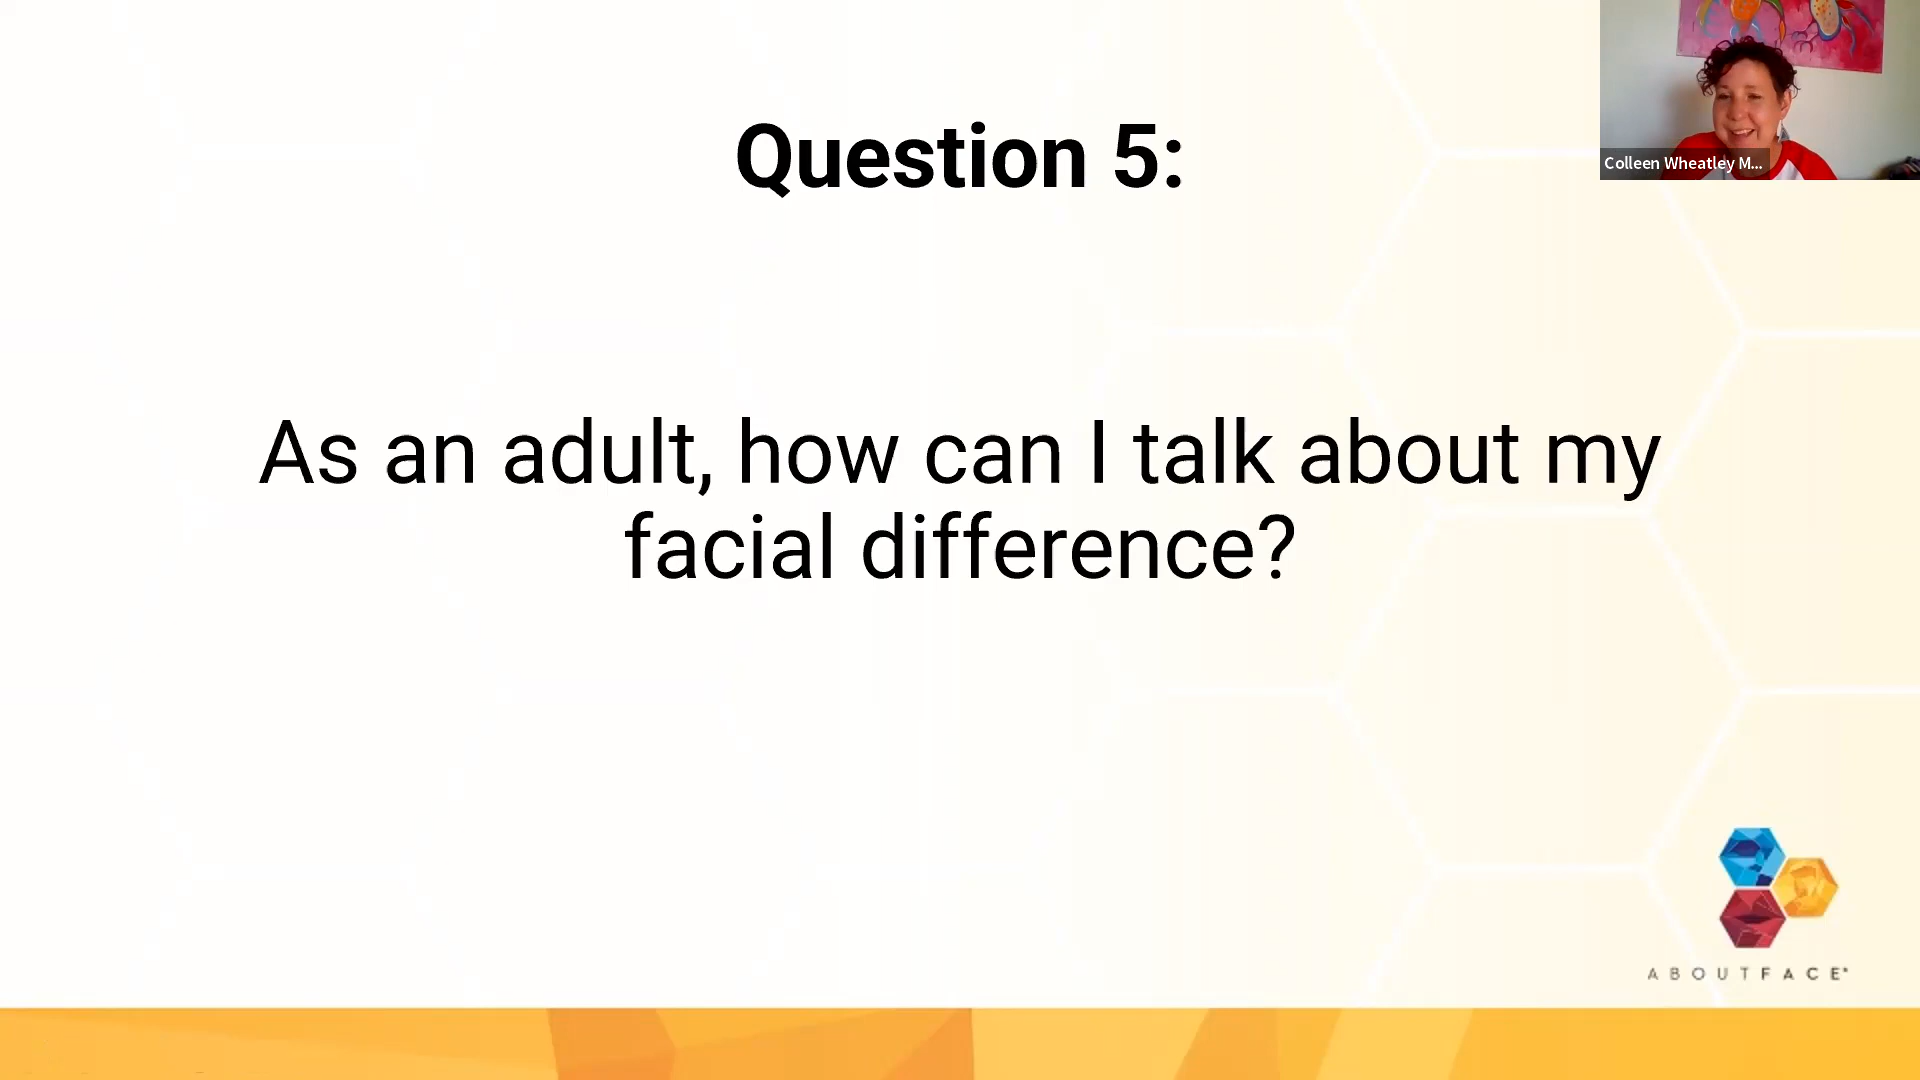 Question 5:
Colleen Wheatley M...
As an adult, how can I talk about my
facial difference?
ABOUTFACE®